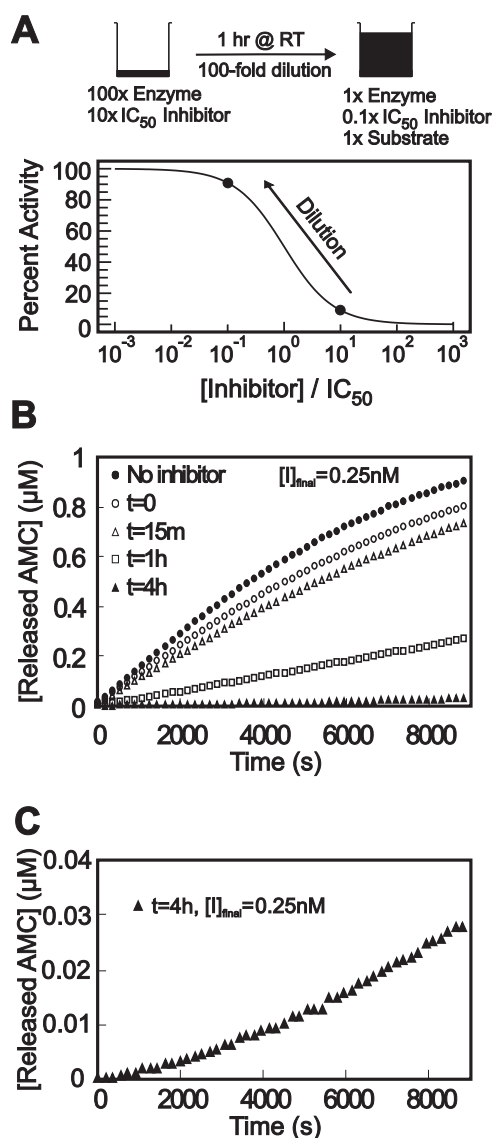 A
1 hr @ RT
100-fold dilution
100x Enzyme
10x IC50 Inhibitor
1x Enzyme
0.1x IC50 Inhibitor
1x Substrate
Percent Activity
100
80
60
40
20
0
Dilution
10-3 10-2 10-1 100 101 102 103
[Inhibitor] / IC50
B
[Released AMC] (µM)
1
0.8
0.6
0.4
0.2
0
No inhibitor
t=0
t=15m
t=1h
t=4h
[I]final=0.25nM
0 2000 4000 6000 8000
Time (s)
C
[Released AMC] (µM)
0.04
0.03
0.02
0.01
0
t=4h, [I]final=0.25nM
0 2000 4000 6000 8000
Time (s)